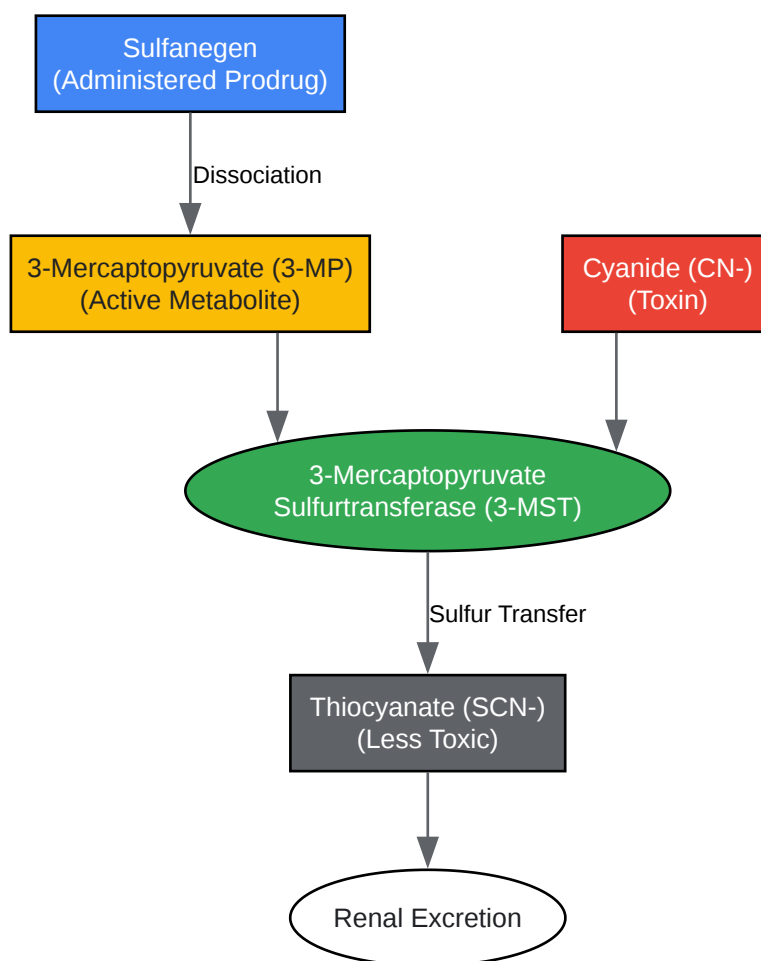 Sulfanegen
(Administered Prodrug)
Dissociation
3-Mercaptopyruvate (3-MP)
(Active Metabolite)
Cyanide (CN-)
(Toxin)
3-Mercaptopyruvate
Sulfurtransferase (3-MST)
Sulfur Transfer
Thiocyanate (SCN-)
(Less Toxic)
Renal Excretion